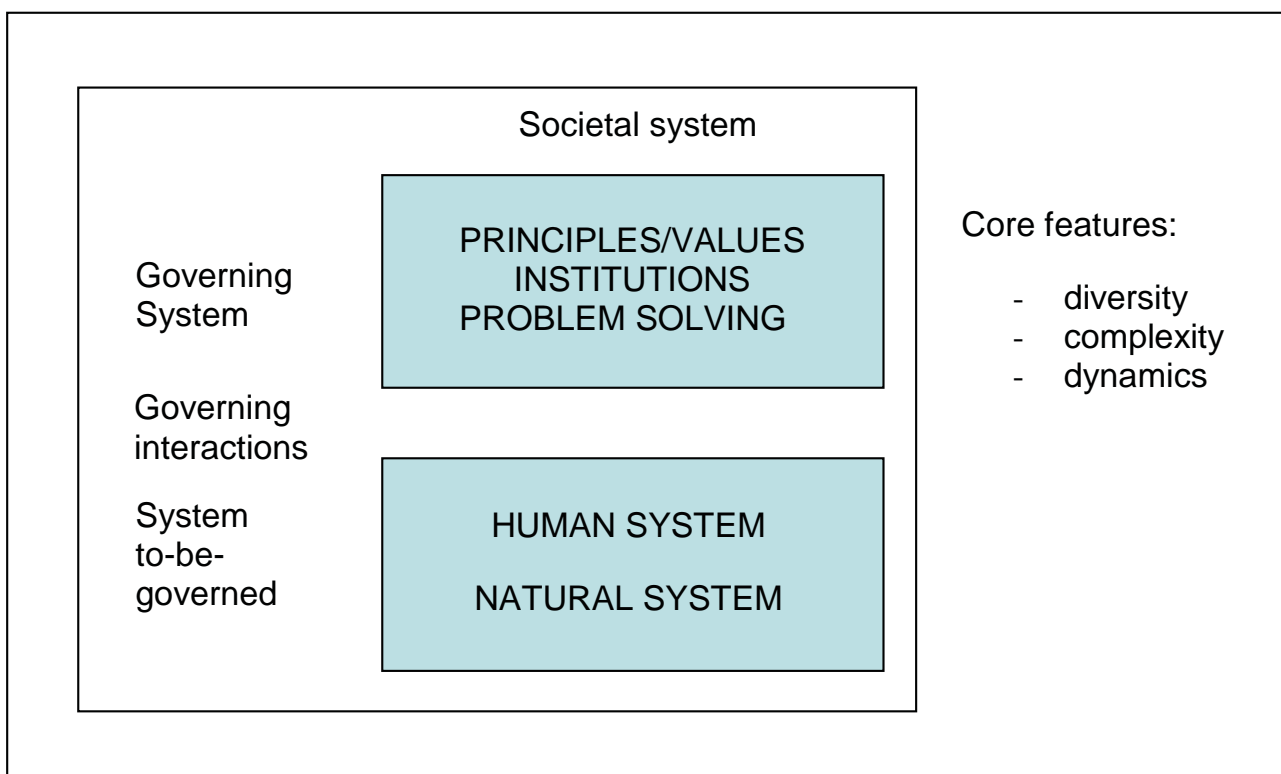 Societal system
Governing
System
PRINCIPLES/VALUES
INSTITUTIONS
PROBLEM SOLVING
Governing
interactions
System
to-be-
governed
HUMAN SYSTEM
NATURAL SYSTEM
Core features:
- diversity
- complexity
- dynamics